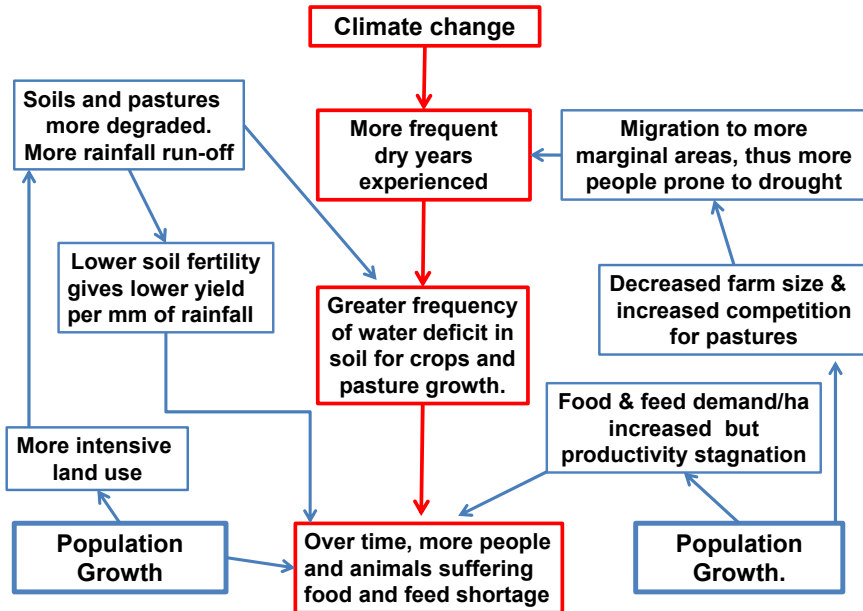 Climate change
Soils and pastures
more degraded.
More rainfall run-off
More frequent
dry years
experienced
Migration to more
marginal areas, thus more
people prone to drought
Lower soil fertility
gives lower yield
per mm of rainfall
Greater frequency
of water deficit in
soil for crops and
pasture growth.
Decreased farm size &
increased competition
for pastures
More intensive
land use
Food & feed demand/ha
increased but
productivity stagnation
Population
Growth
Over time, more people
and animals suffering
food and feed shortage
Population
Growth.